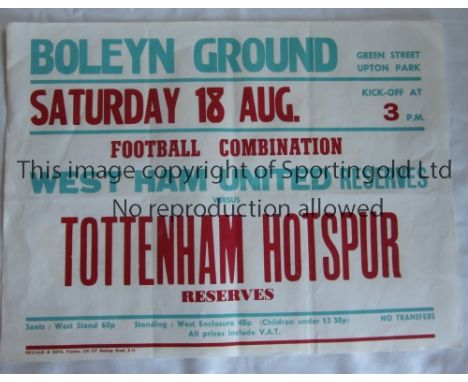 BOLEYN GROUND
GREEN STREET
UPTON PARK
SATURDAY 18 AUG.
KICK-OFF AT
3 P.M.
FOOTBALL COMBINATION
This image copyright of Sportingold Ltd
WEST HAM UNITED RESERVES
VERSUS
No reproduction allowed
TOTTENHAM HOTSPUR
RESERVES
Seats : West Stand 60p Standing : West Enclosure 40p (Children under 13 30p) NO TRANSFERS
All prices include V.A.T.